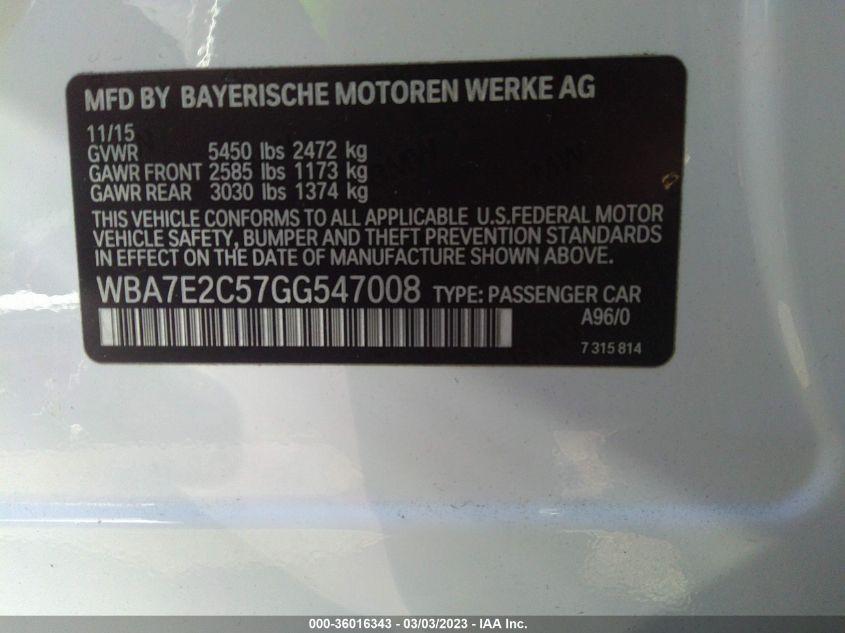 MFD BY BAYERISCHE MOTOREN WERKE AG
11/15
GVWR 5450 lbs 2472 kg
GAWR FRONT 2585 lbs 1173 kg
GAWR REAR 3030 lbs 1374 kg
THIS VEHICLE CONFORMS TO ALL APPLICABLE U.S.FEDERAL MOTOR
VEHICLE SAFETY, BUMPER AND THEFT PREVENTION STANDARDS
IN EFFECT ON THE DATE OF MANUFACTURE SHOWN ABOVE.
WBA7E2C57GG547008 TYPE: PASSENGER CAR
A96/0
7 315 814
000-36016343 - 03/03/2023 - IAA Inc.